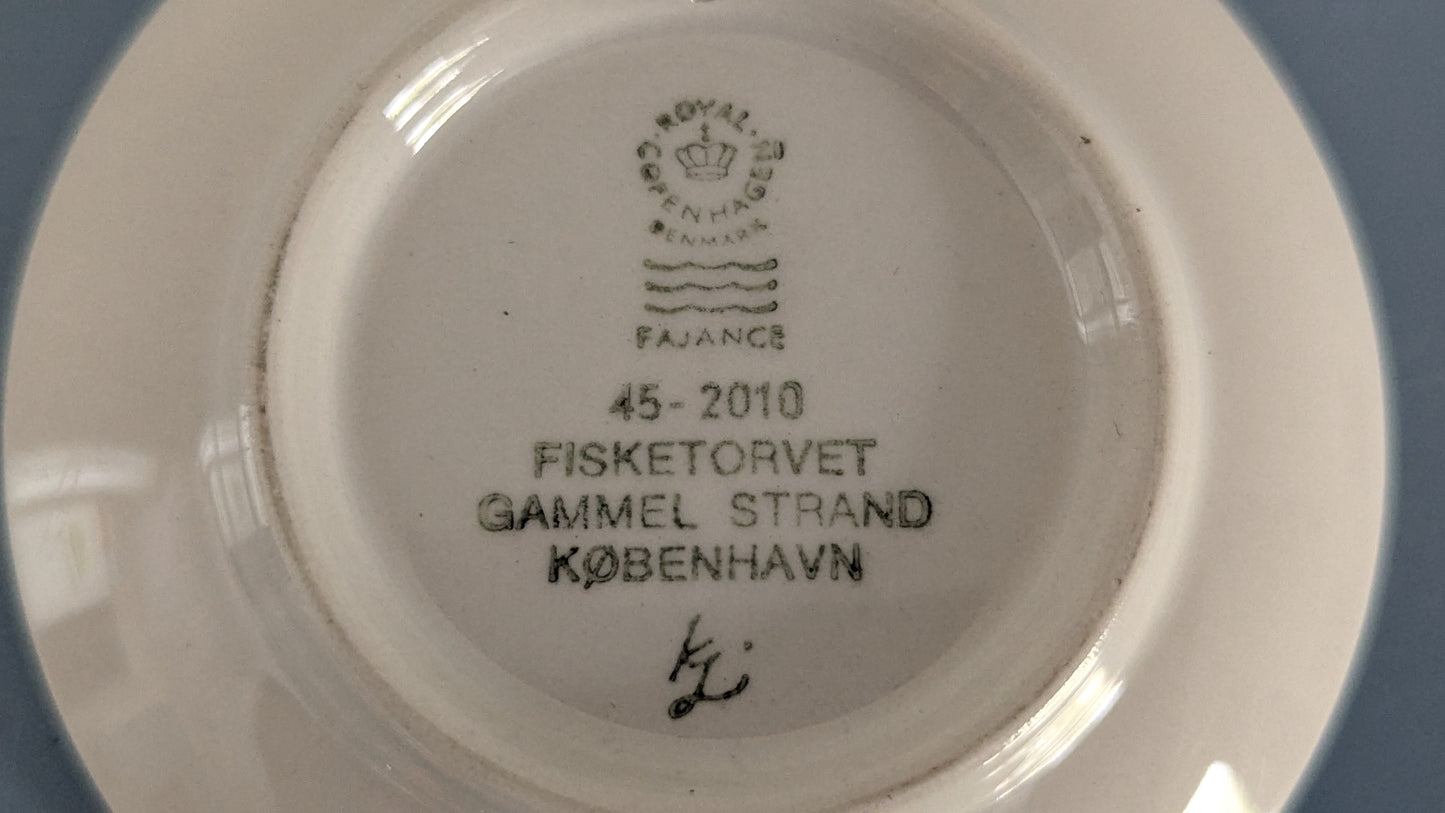 ROYAL
COPENHAGEN
DENMARK
FAJANCE
45-2010
FISKETORVET
GAMMEL STRAND
KØBENHAVN